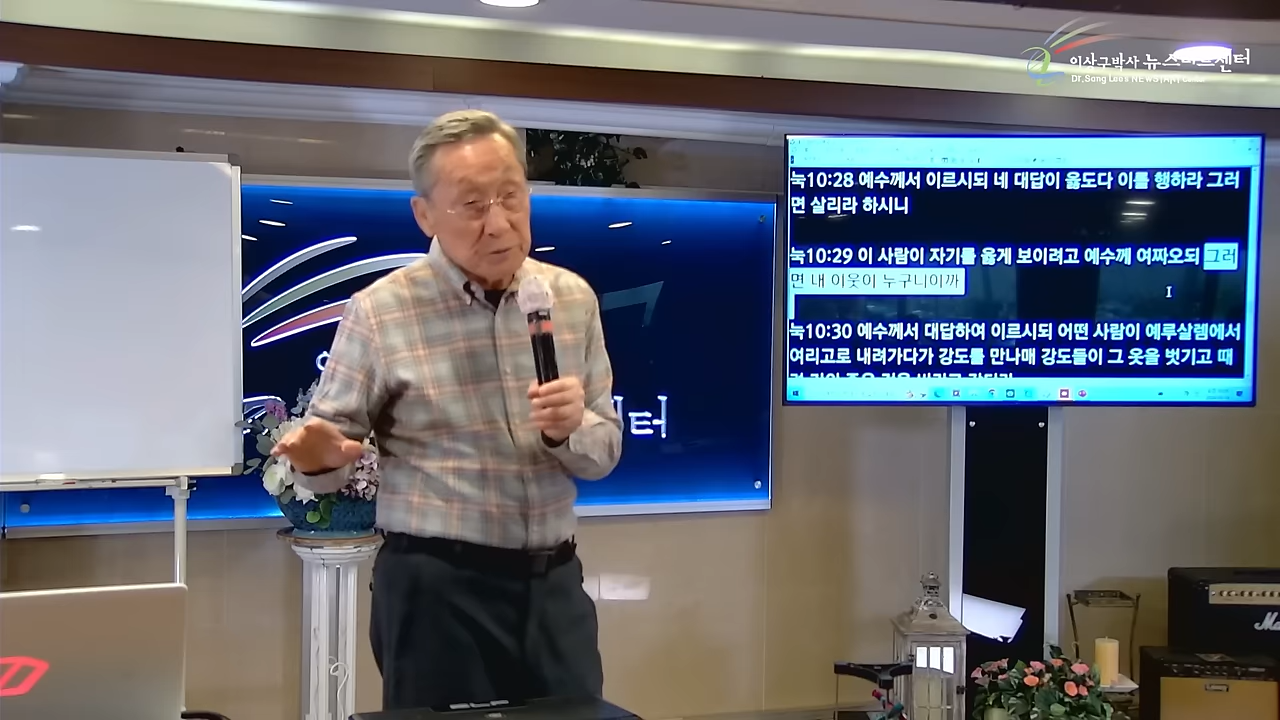 이상구박사 뉴스타트센터
Dr.Sang Lee's NEWSTART Center
눅10:28 예수께서 이르시되 네 대답이 옳도다 이를 행하라 그러
면 살리라 하시니
눅10:29 이 사람이 자기를 옳게 보이려고 예수께 여짜오되 그러
면 내 이웃이 누구니이까
눅10:30 예수께서 대답하여 이르시되 어떤 사람이 예루살렘에서
여리고로 내려가다가 강도를 만나매 강도들이 그 옷을 벗기고 때
센터